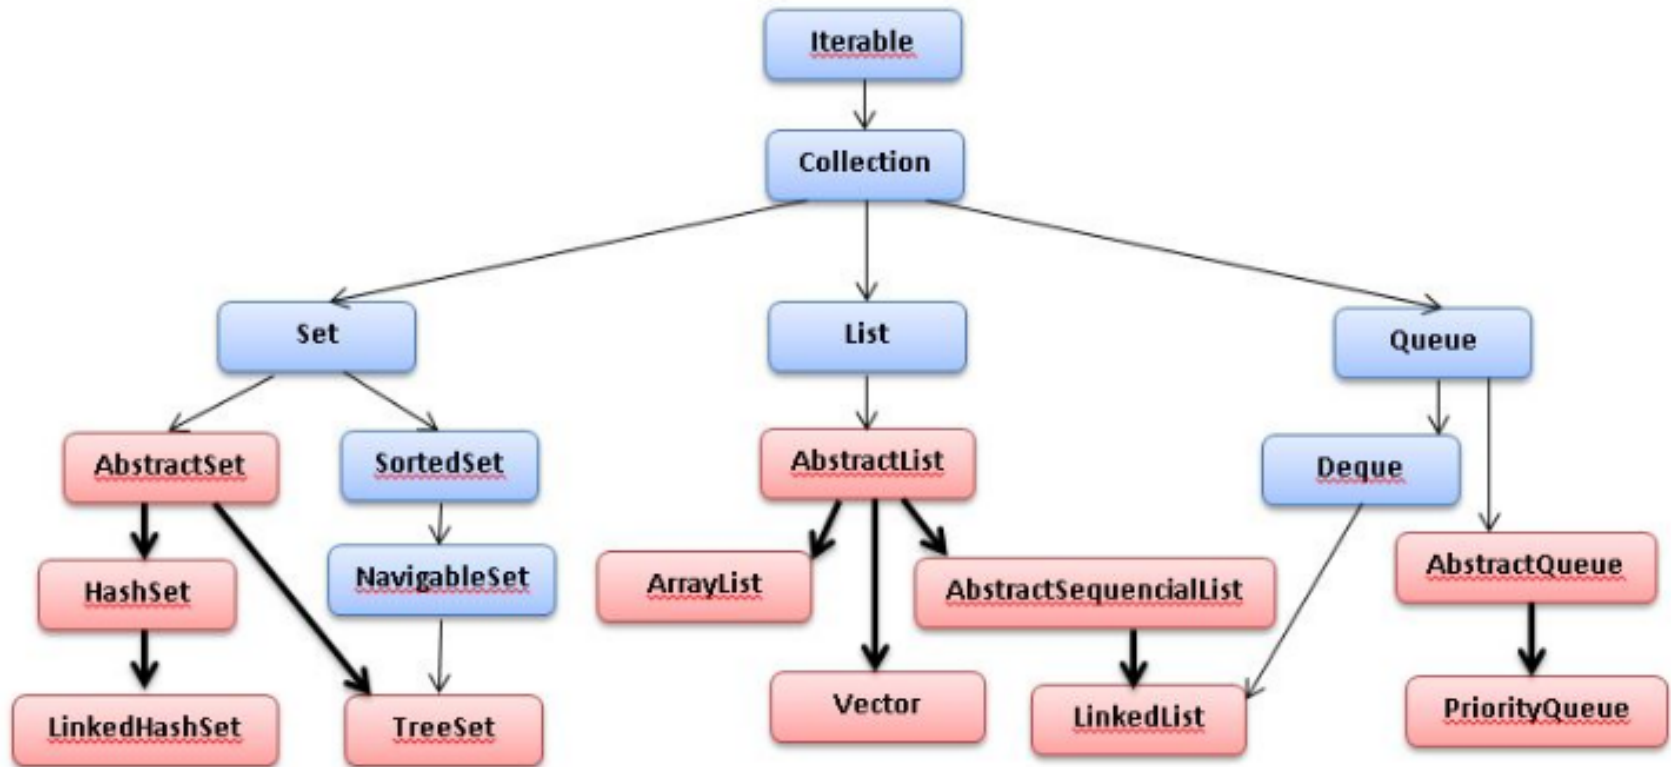 Iterable
Collection
Set
List
Queue
AbstractSet
SortedSet
AbstractList
Deque
HashSet
NavigableSet
ArrayList
AbstractSequencialList
AbstractQueue
LinkedHashSet
TreeSet
Vector
LinkedList
PriorityQueue